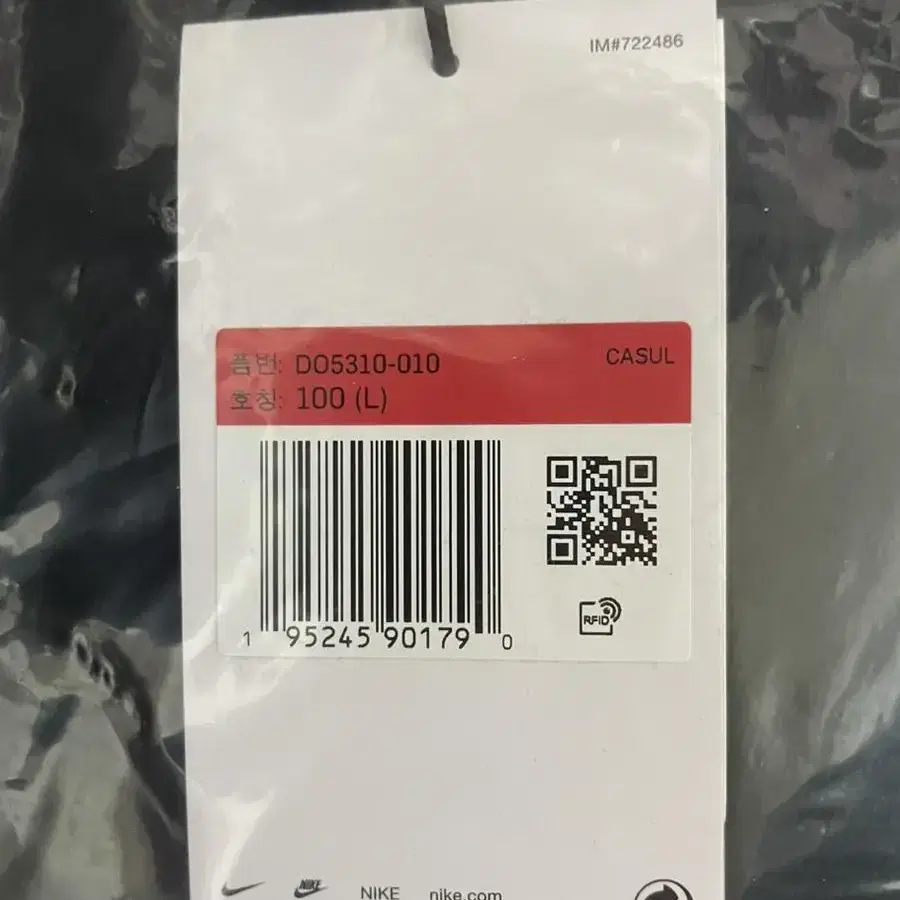 IM#722486
품번: DO5310-010
CASUL
호칭: 100 (L)
1 95245 90179 0
RFID
NIKE NIKE nike.com